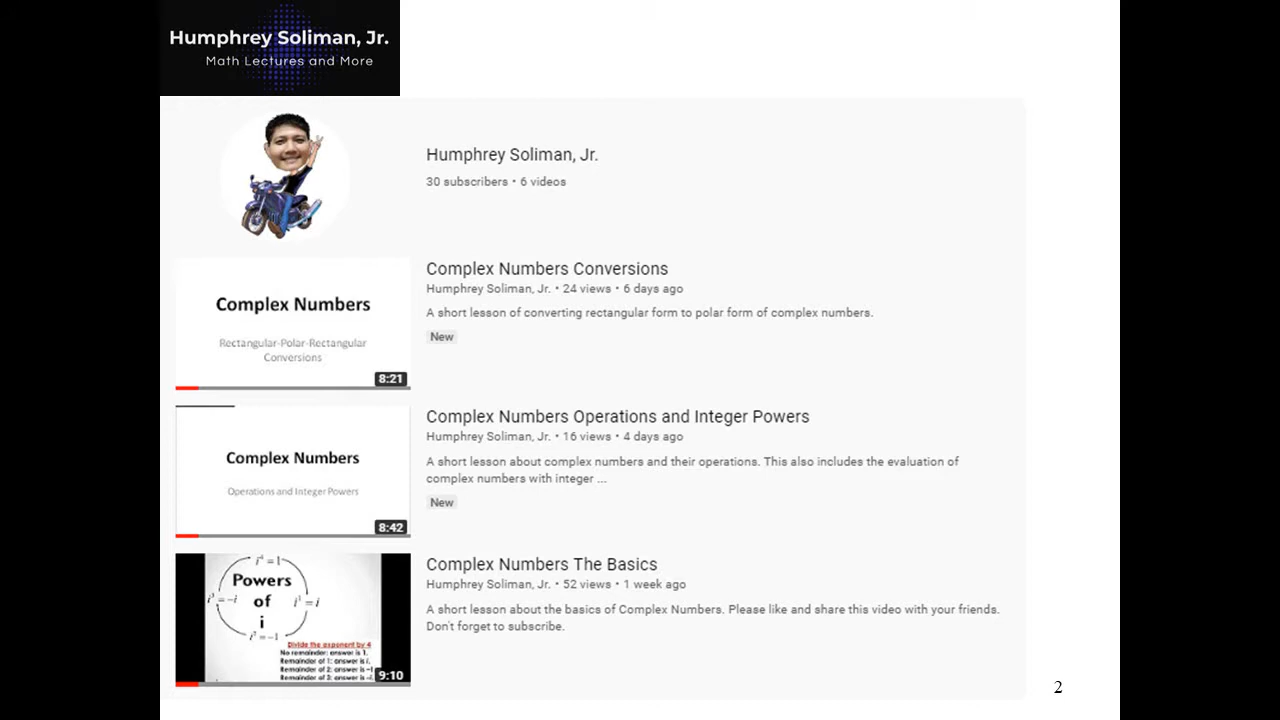 Humphrey Soliman, Jr.
Math Lectures and More
Humphrey Soliman, Jr.
30 subscribers • 6 videos
Complex Numbers
Rectangular-Polar-Rectangular
Conversions
8:21
Complex Numbers Conversions
Humphrey Soliman, Jr. • 24 views • 6 days ago
A short lesson of converting rectangular form to polar form of complex numbers.
New
Complex Numbers
Operations and Integer Powers
8:42
Complex Numbers Operations and Integer Powers
Humphrey Soliman, Jr. • 16 views • 4 days ago
A short lesson about complex numbers and their operations. This also includes the evaluation of
complex numbers with integer ...
New
i⁴ = 1
Powers
i³ = -i of i¹ = i
i
i² = -1
Divide the exponent by 4
No remainder: answer is 1.
Remainder of 1: answer is i.
Remainder of 2: answer is -1
Remainder of 3: answer is -i.
9:10
Complex Numbers The Basics
Humphrey Soliman, Jr. • 52 views • 1 week ago
A short lesson about the basics of Complex Numbers. Please like and share this video with your friends.
Don't forget to subscribe.
2